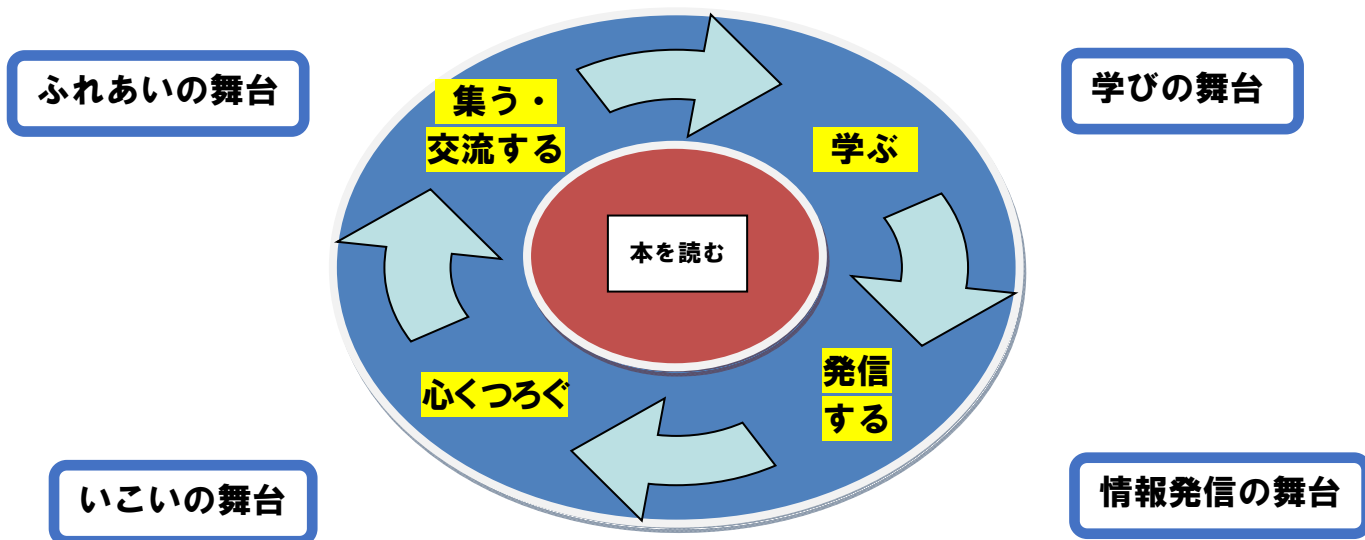 ふれあいの舞台
集う・
交流する
学びの舞台
学ぶ
本を読む
心くつろぐ
発信
する
いこいの舞台
情報発信の舞台